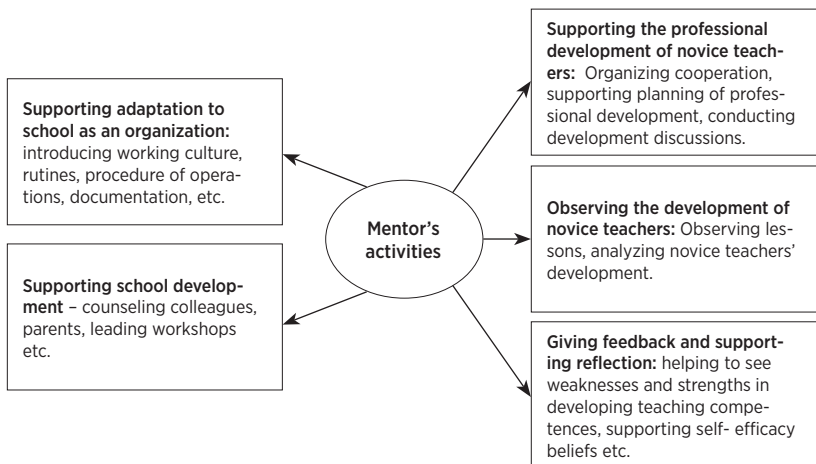 Supporting adaptation to
school as an organization:
introducing working culture,
rutines, procedure of opera-
tions, documentation, etc.
Supporting school develop-
ment – counseling colleagues,
parents, leading workshops
etc.
Mentor's
activities
Supporting the professional
development of novice teach-
ers: Organizing cooperation,
supporting planning of profes-
sional development, conducting
development discussions.
Observing the development of
novice teachers: Observing les-
sons, analyzing novice teachers'
development.
Giving feedback and support-
ing reflection: helping to see
weaknesses and strengths in
developing teaching compe-
tences, supporting self- efficacy
beliefs etc.